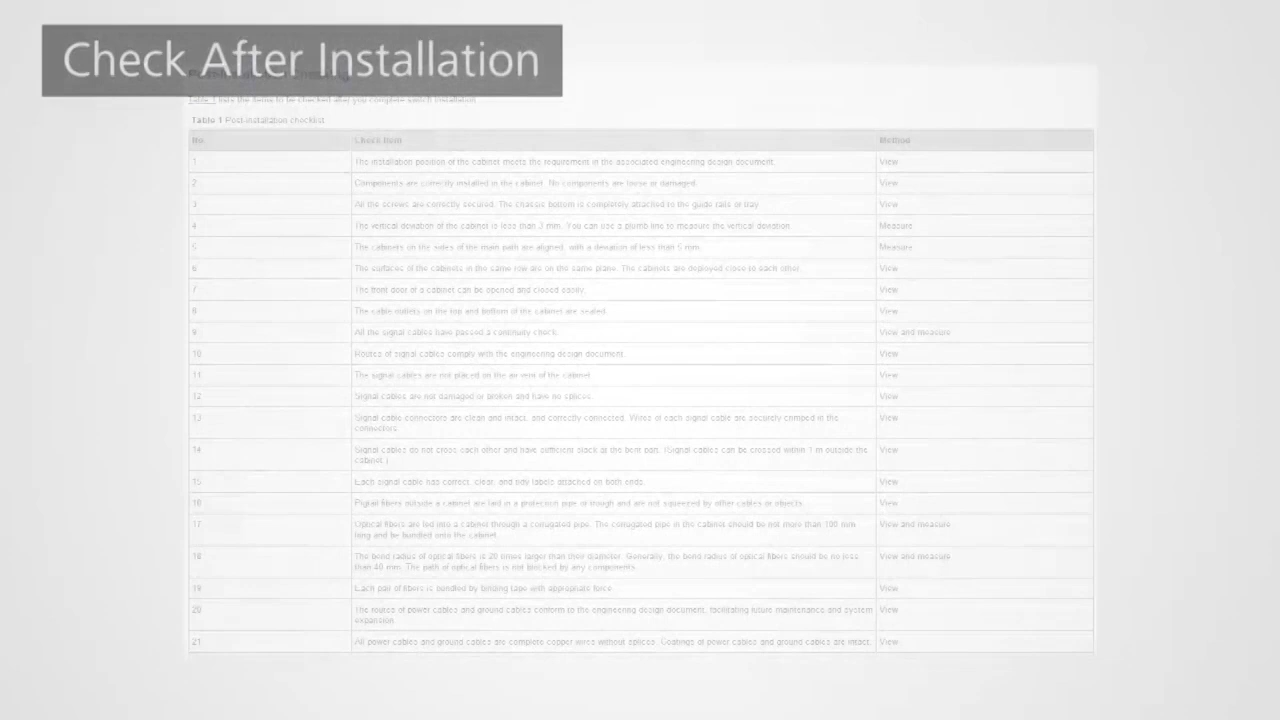 Check After Installation
Table 1 lists the items to be checked after you complete switch installation.
Table 1 Post-installation checklist
No. Check Item Method
1 The installation position of the cabinet meets the requirement in the associated engineering design document. View
2 Components are correctly installed in the cabinet. No components are loose or damaged. View
3 All the screws are correctly secured. The chassis bottom is completely attached to the guide rails or tray. View
4 The vertical deviation of the cabinet is less than 3 mm. You can use a plumb line to measure the vertical deviation. Measure
5 The cabinets on the sides of the main path are aligned, with a deviation of less than 5 mm. Measure
6 The surfaces of the cabinets in the same row are on the same plane. The cabinets are deployed close to each other. View
7 The front door of a cabinet can be opened and closed easily. View
8 The cable outlets on the top and bottom of the cabinet are sealed. View
9 All the signal cables have passed a continuity check. View and measure
10 Routes of signal cables comply with the engineering design document. View
11 The signal cables are not placed on the air vent of the cabinet. View
12 Signal cables are not damaged or broken and have no splices. View
13 Signal cable connectors are clean and intact, and correctly connected. Wires of each signal cable are securely crimped in the View
connectors.
14 Signal cables do not cross each other and have sufficient slack at the bent part. (Signal cables can be crossed within 1 m outside the View
cabinet.)
15 Each signal cable has correct, clear, and tidy labels attached on both ends. View
16 Pigtail fibers outside a cabinet are laid in a protection pipe or trough and are not squeezed by other cables or objects. View
17 Optical fibers are led into a cabinet through a corrugated pipe. The corrugated pipe in the cabinet should be not more than 100 mm View and measure
long and be bundled onto the cabinet.
18 The bend radius of optical fibers is 20 times larger than their diameter. Generally, the bend radius of optical fibers should be no less View and measure
than 40 mm. The path of optical fibers is not blocked by any components.
19 Each pair of fibers is bundled by binding tape with appropriate force. View
20 The routes of power cables and ground cables conform to the engineering design document, facilitating future maintenance and system View
expansion.
21 All power cables and ground cables are complete copper wires without splices. Coatings of power cables and ground cables are intact. View